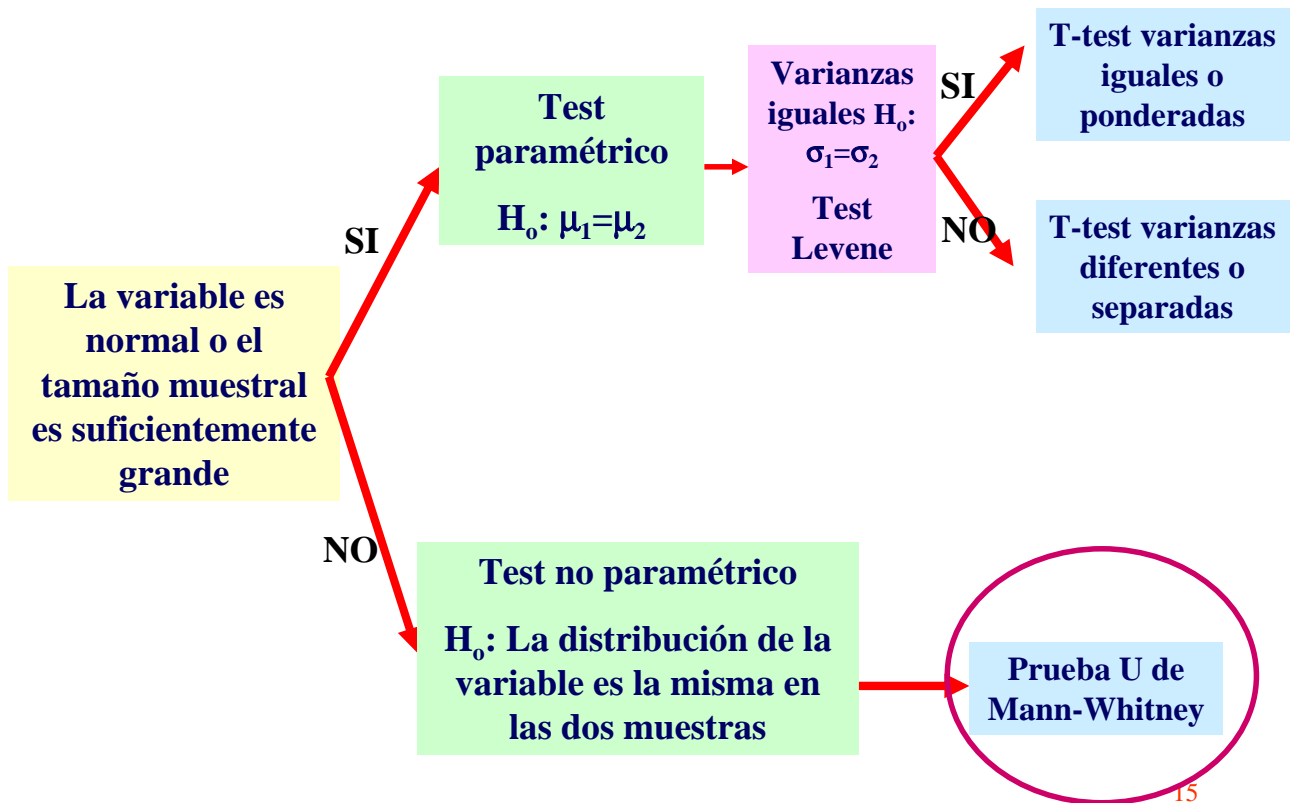 La variable es
normal o el
tamaño muestral
es suficientemente
grande
SI
Test
paramétrico
Hₒ: μ₁=μ₂
Varianzas
iguales Hₒ:
σ₁=σ₂
Test
Levene
SI
T-test varianzas
iguales o
ponderadas
NO
T-test varianzas
diferentes o
separadas
NO
Test no paramétrico
Hₒ: La distribución de la
variable es la misma en
las dos muestras
Prueba U de
Mann-Whitney
15